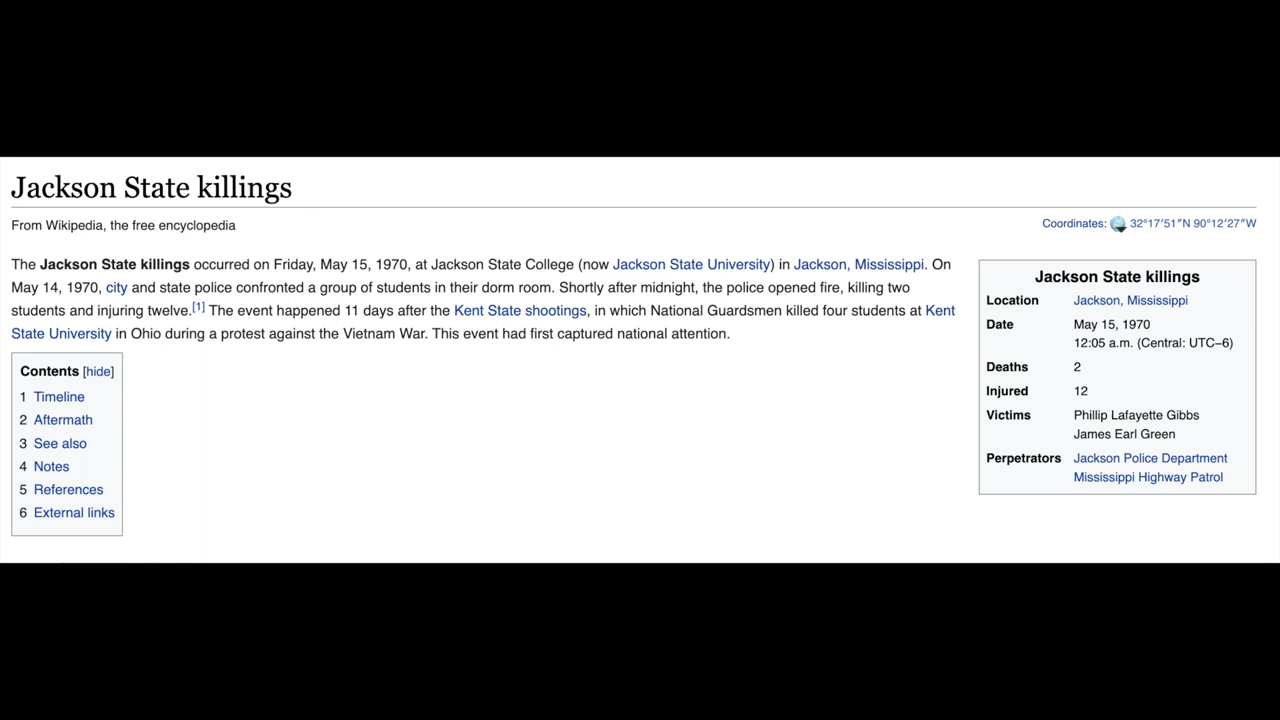 Jackson State killings
From Wikipedia, the free encyclopedia
Coordinates: 32°17′51″N 90°12′27″W
The Jackson State killings occurred on Friday, May 15, 1970, at Jackson State College (now Jackson State University) in Jackson, Mississippi. On
May 14, 1970, city and state police confronted a group of students in their dorm room. Shortly after midnight, the police opened fire, killing two
students and injuring twelve.[1] The event happened 11 days after the Kent State shootings, in which National Guardsmen killed four students at Kent
State University in Ohio during a protest against the Vietnam War. This event had first captured national attention.
Contents [hide]
1 Timeline
2 Aftermath
3 See also
4 Notes
5 References
6 External links
Jackson State killings
Location Jackson, Mississippi
Date May 15, 1970
12:05 a.m. (Central: UTC−6)
Deaths 2
Injured 12
Victims Phillip Lafayette Gibbs
James Earl Green
Perpetrators Jackson Police Department
Mississippi Highway Patrol